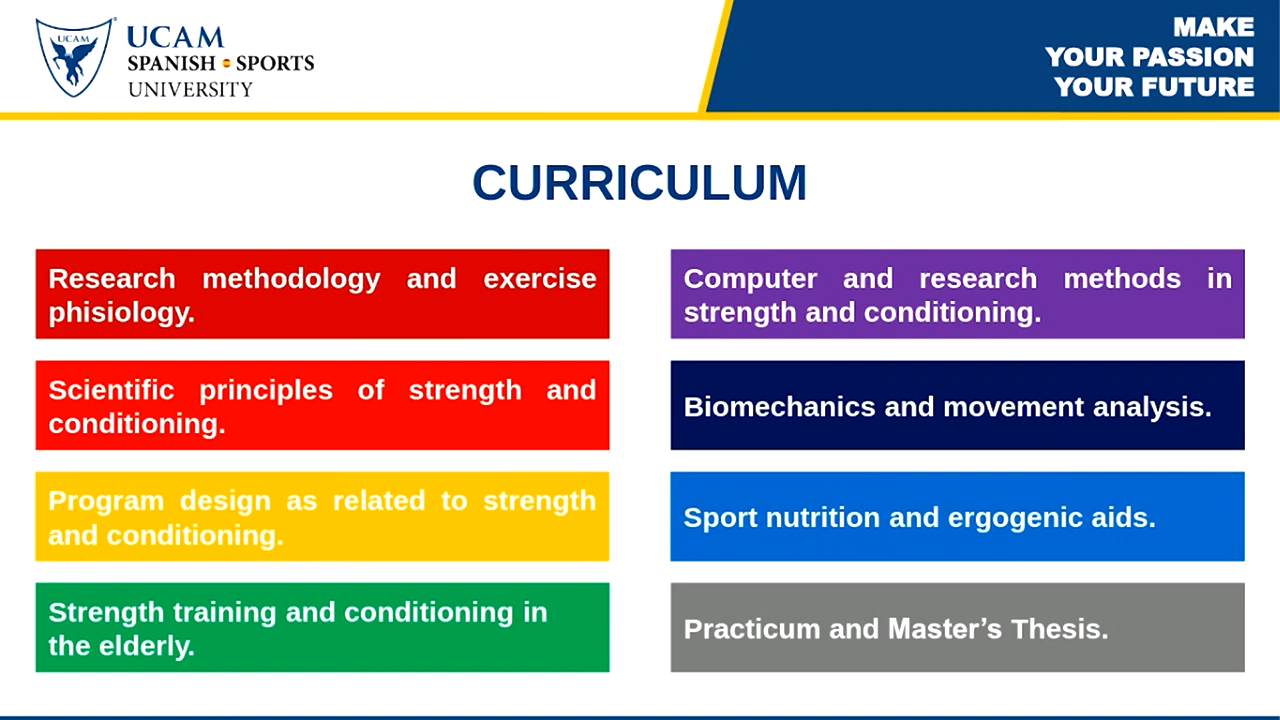 UCAM
UCAM
SPANISH SPORTS
UNIVERSITY
MAKE
YOUR PASSION
YOUR FUTURE
CURRICULUM
Research methodology and exercise
phisiology.
Scientific principles of strength and
conditioning.
Program design as related to strength
and conditioning.
Strength training and conditioning in
the elderly.
Computer and research methods in
strength and conditioning.
Biomechanics and movement analysis.
Sport nutrition and ergogenic aids.
Practicum and Master’s Thesis.